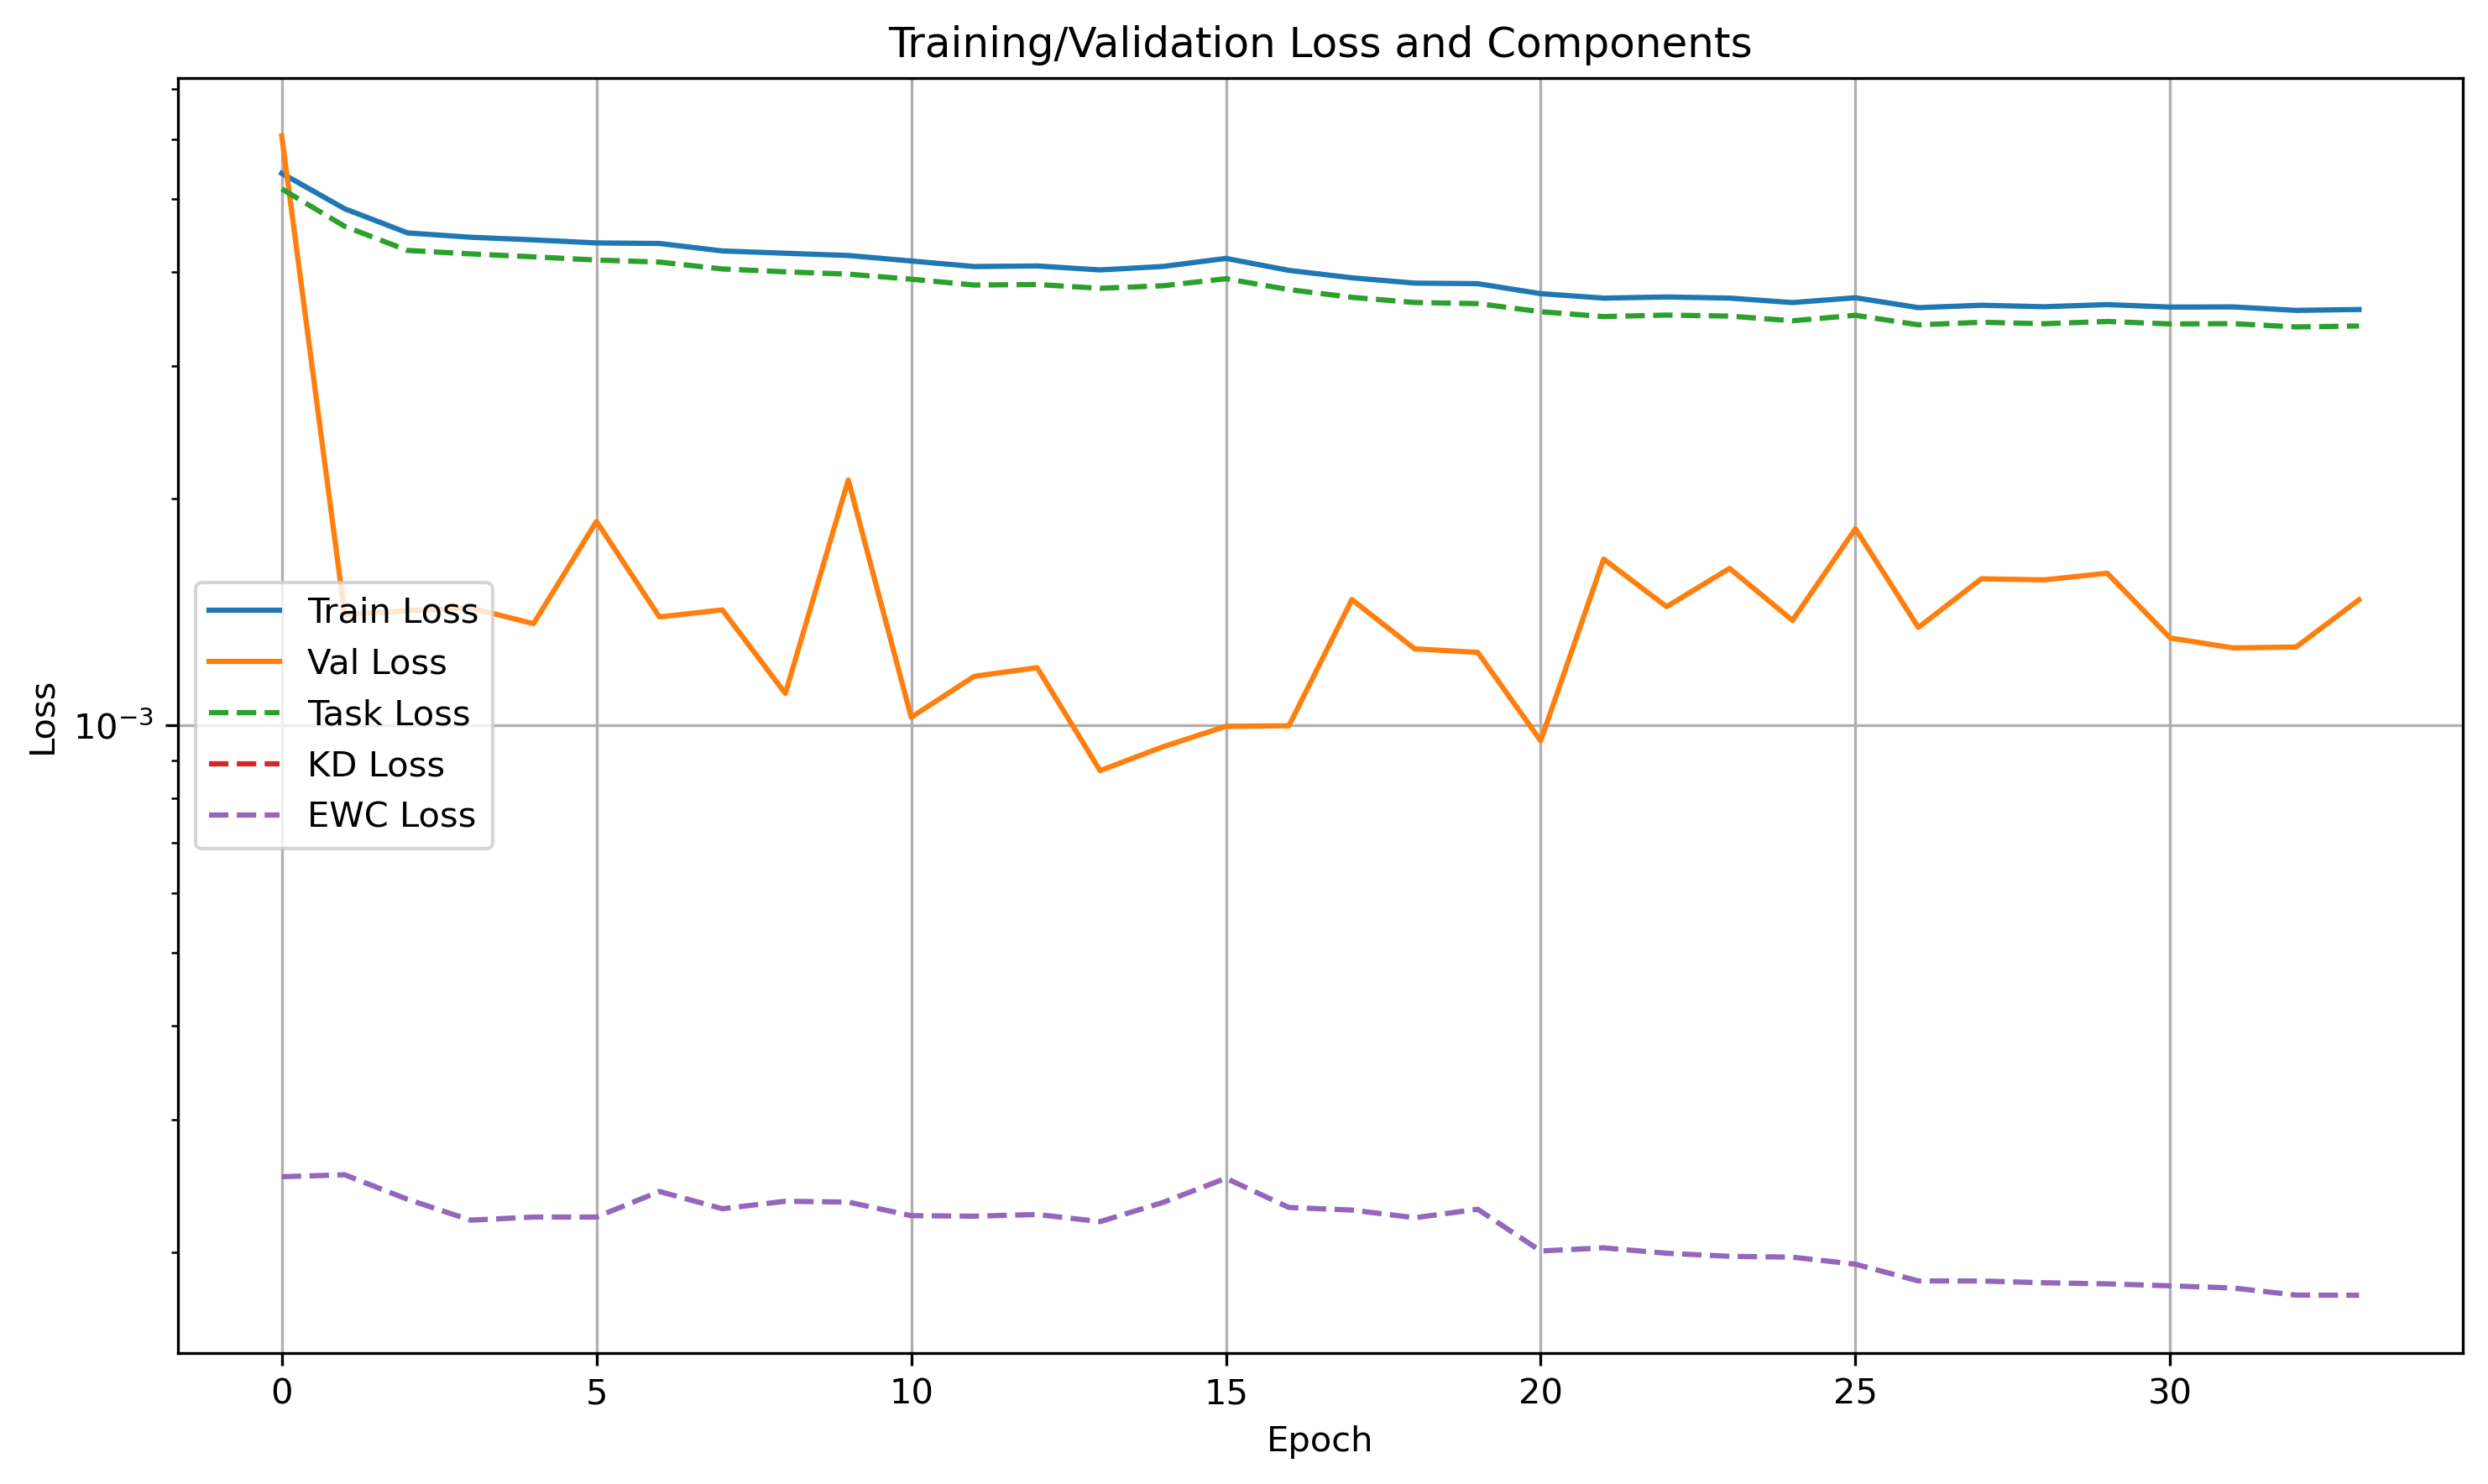 Training/Validation Loss and Components
Loss
10⁻³
Train Loss
Val Loss
Task Loss
KD Loss
EWC Loss
0 5 10 15 20 25 30
Epoch